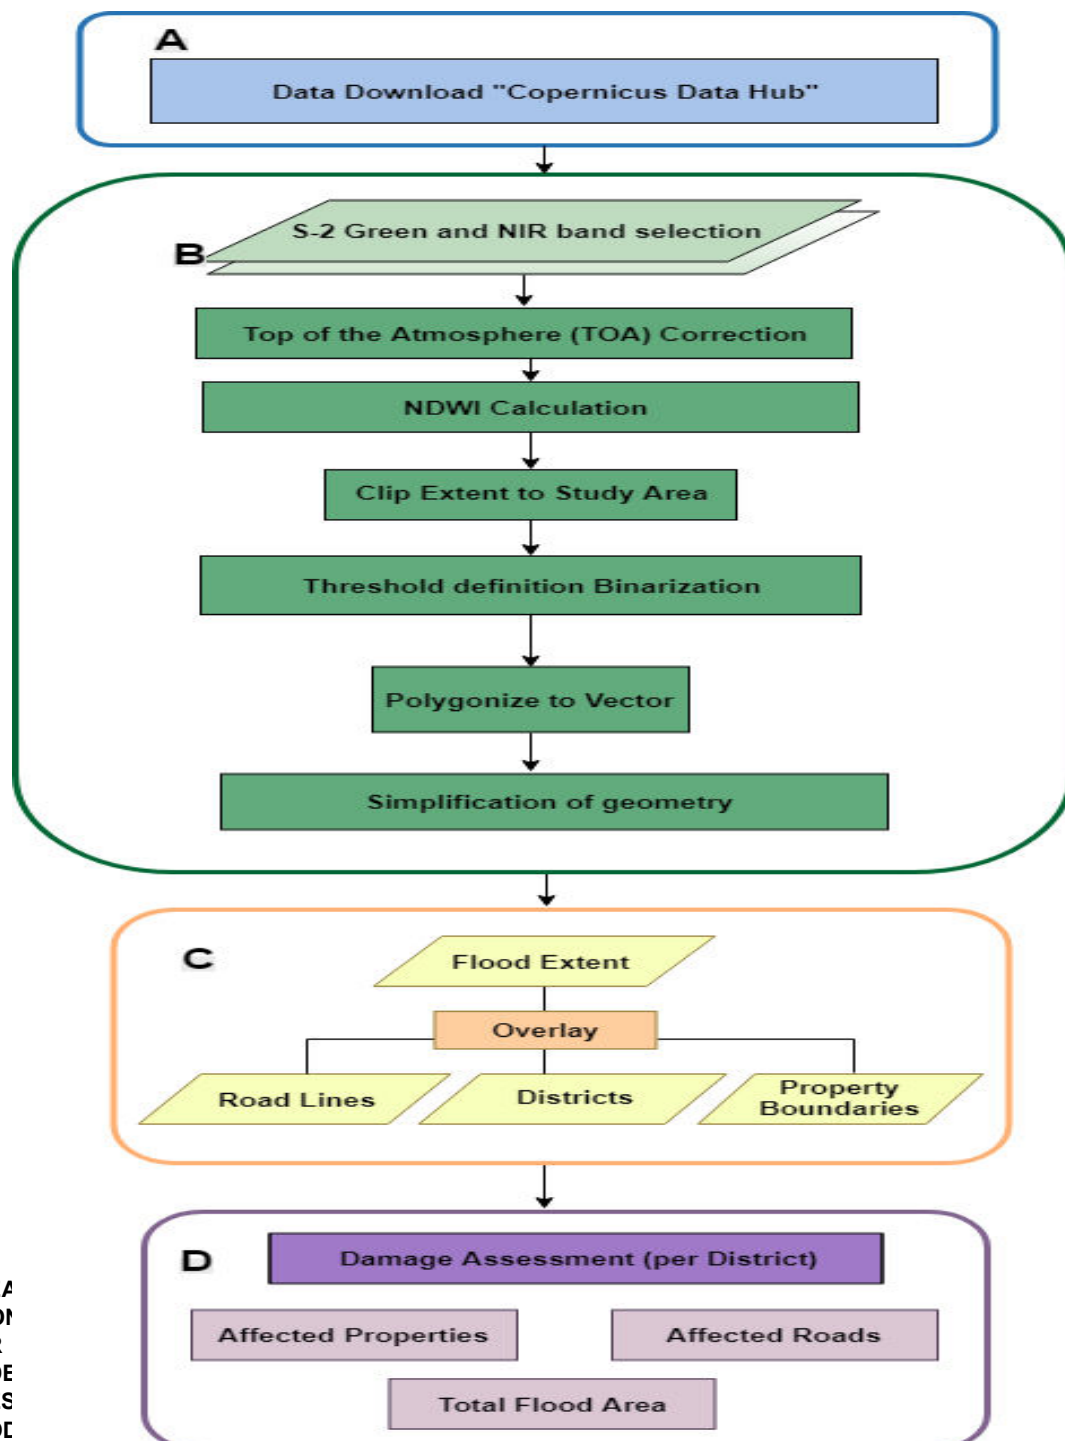 A
Data Download "Copernicus Data Hub"
B
S-2 Green and NIR band selection
Top of the Atmosphere (TOA) Correction
NDWI Calculation
Clip Extent to Study Area
Threshold definition Binarization
Polygonize to Vector
Simplification of geometry
C
Flood Extent
Overlay
Road Lines
Districts
Property
Boundaries
D
Damage Assessment (per District)
Affected Properties
Affected Roads
Total Flood Area